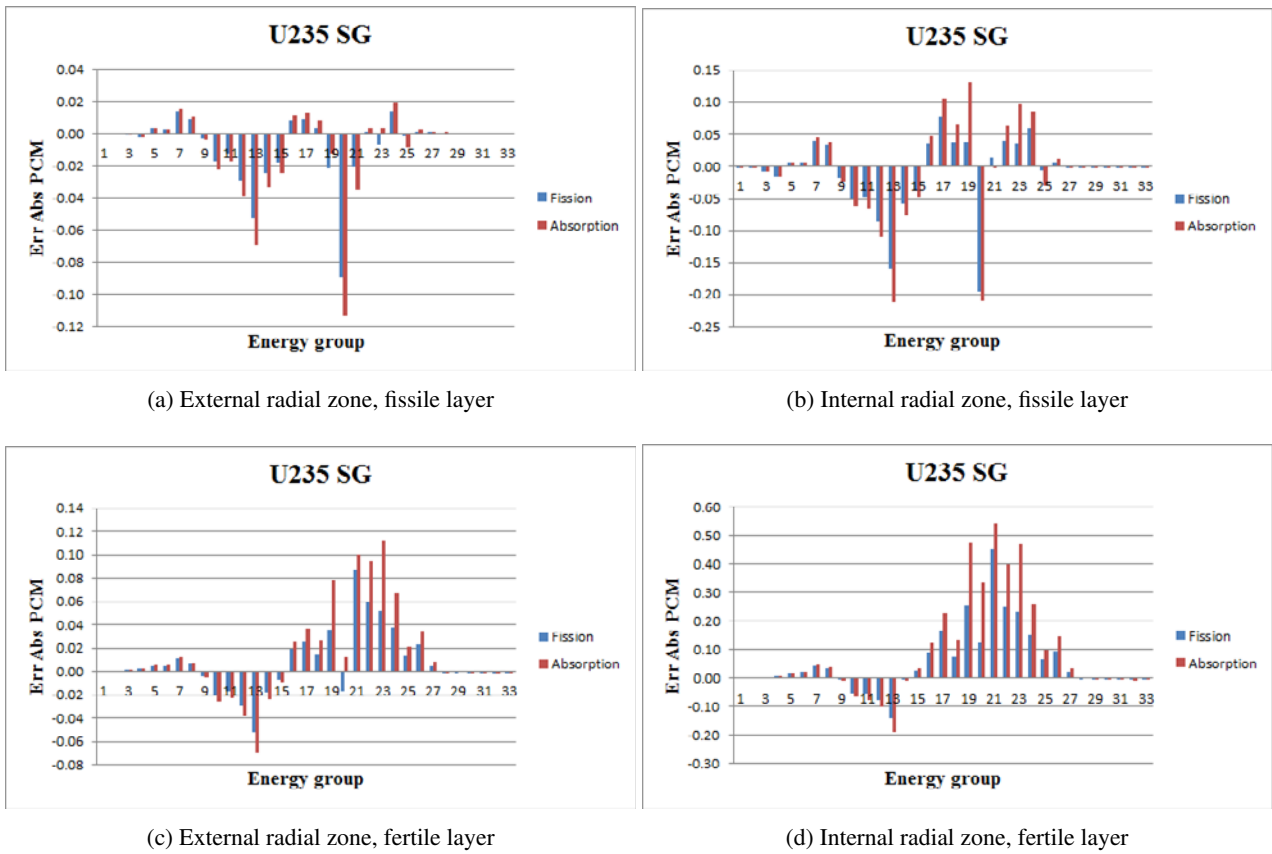 U235 SG
0.04
0.02
0.00
-0.02
-0.04
-0.06
-0.08
-0.10
-0.12
Err Abs PCM
1 3 5 7 9 11 13 15 17 19 21 23 25 27 29 31 33
Energy group
Fission
Absorption
(a) External radial zone, fissile layer
U235 SG
0.15
0.10
0.05
0.00
-0.05
-0.10
-0.15
-0.20
-0.25
Err Abs PCM
1 3 5 7 9 11 13 15 17 19 21 23 25 27 29 31 33
Energy group
Fission
Absorption
(b) Internal radial zone, fissile layer
U235 SG
0.14
0.12
0.10
0.08
0.06
0.04
0.02
0.00
-0.02
-0.04
-0.06
-0.08
Err Abs PCM
1 3 5 7 9 11 13 15 17 19 21 23 25 27 29 31 33
Energy group
Fission
Absorption
(c) External radial zone, fertile layer
U235 SG
0.60
0.50
0.40
0.30
0.20
0.10
0.00
-0.10
-0.20
-0.30
Err Abs PCM
1 3 5 7 9 11 13 15 17 19 21 23 25 27 29 31 33
Energy group
Fission
Absorption
(d) Internal radial zone, fertile layer